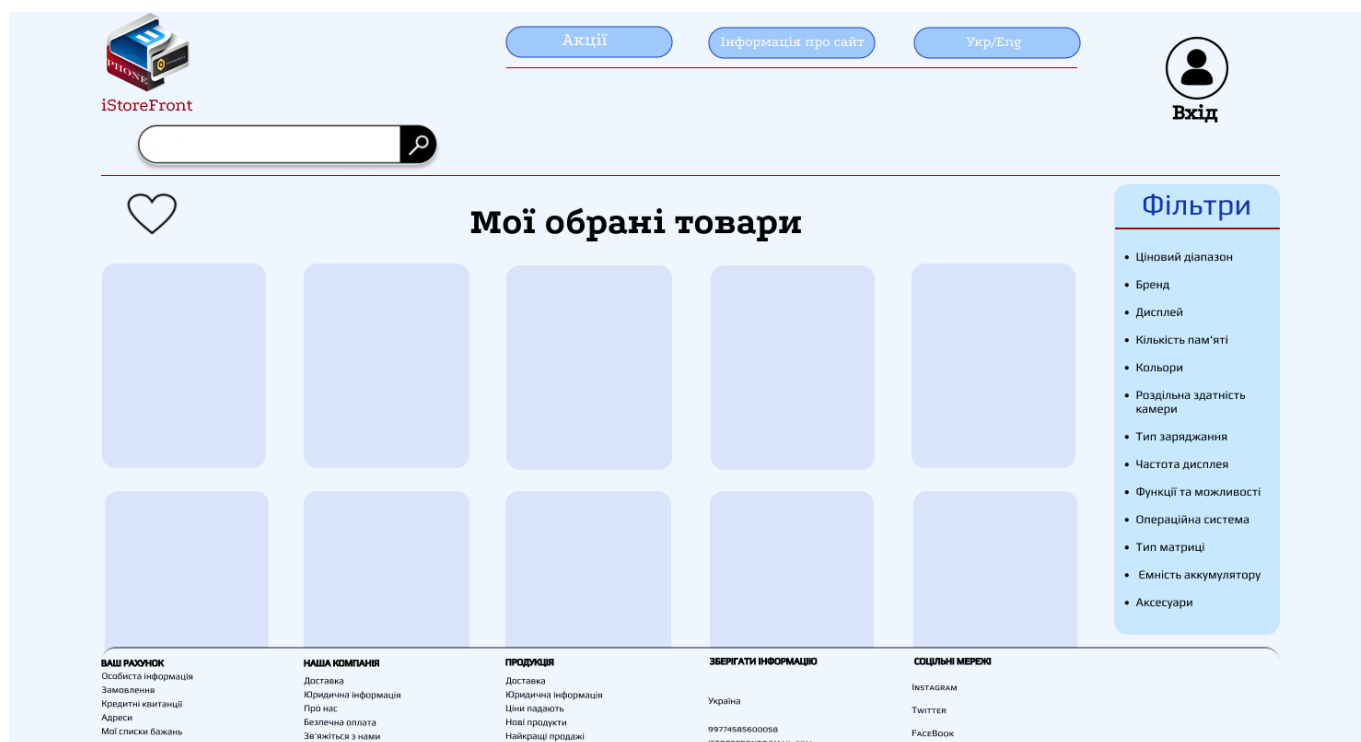 PHONE
iStoreFront
Акції
Інформація про сайт
Укр/Eng
Вхід
Мої обрані товари
Фільтри
Ціновий діапазон
Бренд
Дисплей
Кількість пам'яті
Кольори
Роздільна здатність
камери
Тип заряджання
Частота дисплея
Функції та можливості
Операційна система
Тип матриці
Ємність аккумулятору
Аксесуари
ВАШ РАХУНОК
Особиста інформація
Замовлення
Кредитні квитанції
Адреси
Мої списки бажань
НАША КОМПАНІЯ
Доставка
Юридична інформація
Про нас
Безпечна оплата
Зв'яжіться з нами
ПРОДУКЦІЯ
Доставка
Юридична інформація
Ціни падають
Нові продукти
Найкращі продажі
ЗБЕРІГАТИ ІНФОРМАЦІЮ
Україна
99774585600058
СОЦІЛЬНІ МЕРЕЖІ
Instagram
Twitter
FaceBook